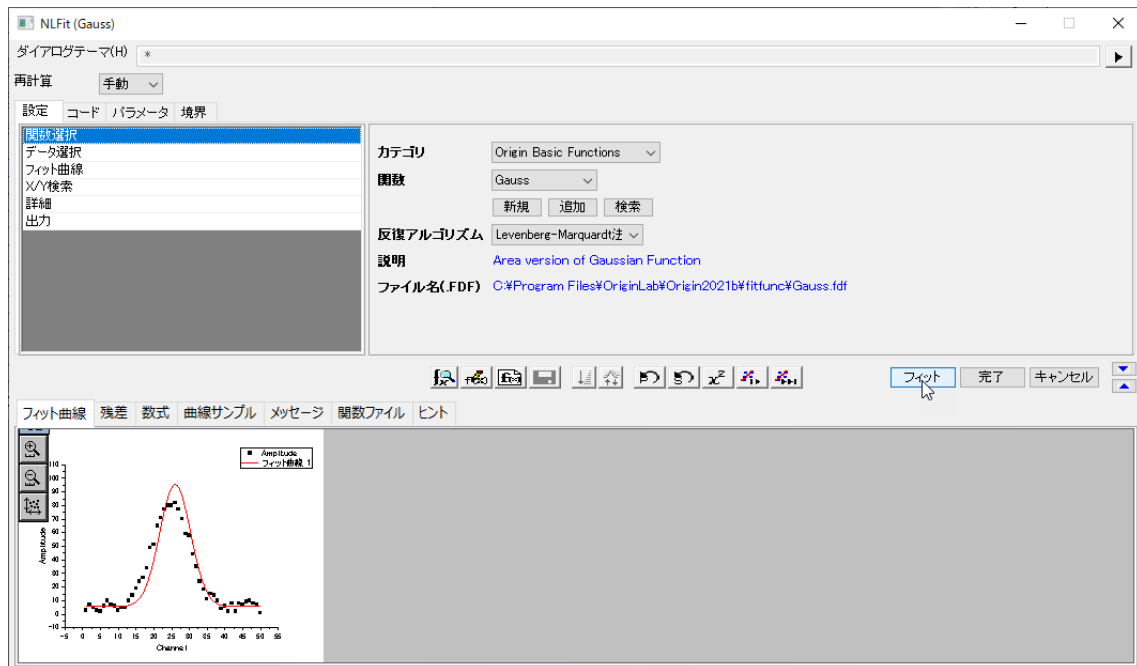 NLFit (Gauss)
ダイアログテーマ(H) *
再計算 手動
設定 コード パラメータ 境界
関数選択
データ選択
フィット曲線
X/Y検索
詳細
出力
カテゴリ Origin Basic Functions
関数 Gauss
新規 追加 検索
反復アルゴリズム Levenberg-Marquardt注
説明 Area version of Gaussian Function
ファイル名(.FDF) C:¥Program Files¥OriginLab¥Origin2021b¥fitfunc¥Gauss.fdf
フィット 完了 キャンセル
フィット曲線 残差 数式 曲線サンプル メッセージ 関数ファイル ヒント
Amplitude
フィット曲線 1
110
100
90
80
70
60
50
40
30
20
10
0
-10
Amplitude
-5 0 5 10 15 20 25 30 35 40 45 50 55
Channel